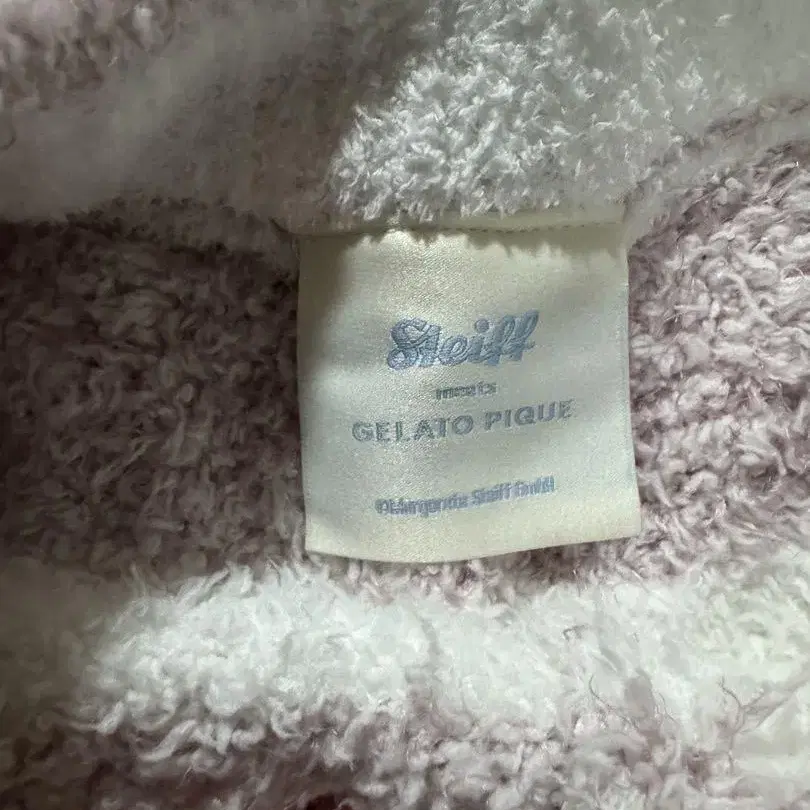 Steiff
meets
GELATO PIQUE
©Margarete Steiff GmbH